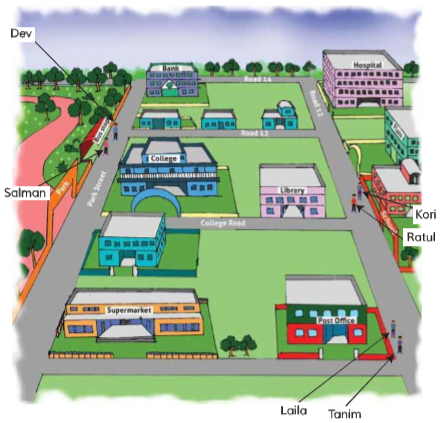 Dev
Bank
Road 14
Hospital
Road 12
Road 13
College
Salman
Park
Park Street
Library
Kori
Ratul
College Road
Supermarket
Post Office
Laila
Tanim